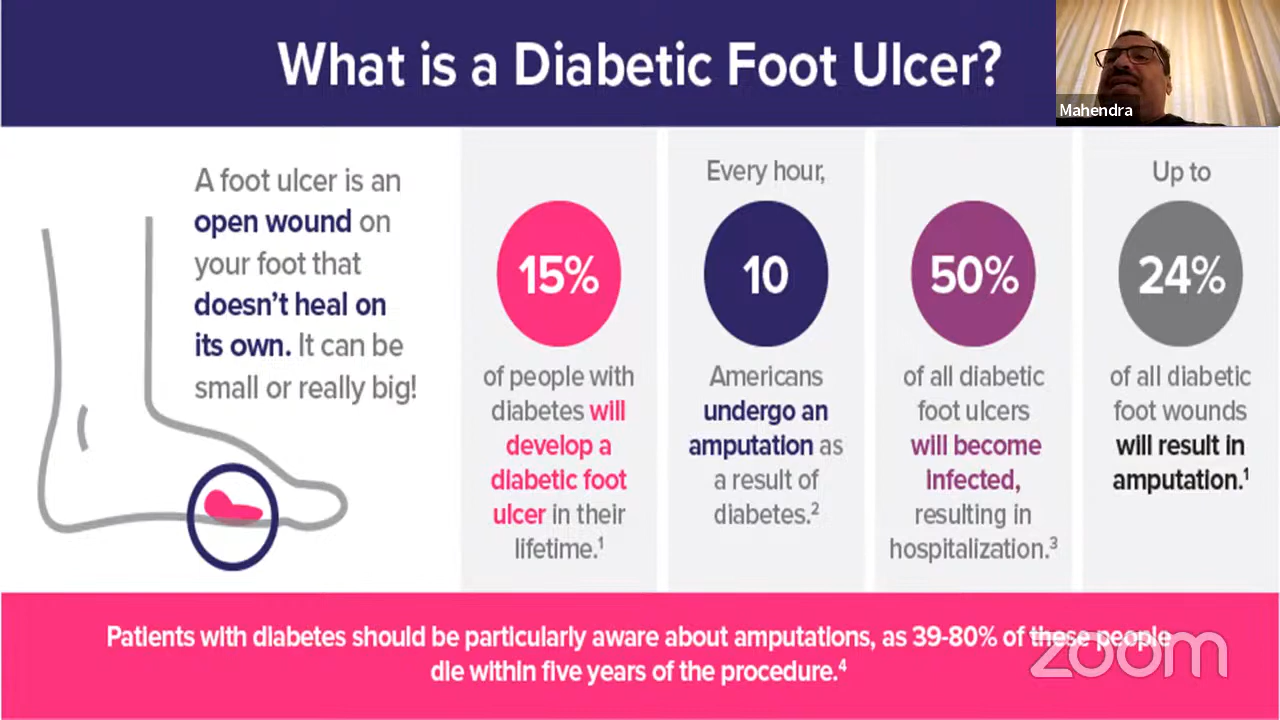 What is a Diabetic Foot Ulcer?
Mahendra
A foot ulcer is an
open wound on
your foot that
doesn't heal on
its own. It can be
small or really big!
15%
of people with
diabetes will
develop a
diabetic foot
ulcer in their
lifetime.¹
Every hour,
10
Americans
undergo an
amputation as
a result of
diabetes.²
50%
of all diabetic
foot ulcers
will become
infected,
resulting in
hospitalization.³
Up to
24%
of all diabetic
foot wounds
will result in
amputation.¹
Patients with diabetes should be particularly aware about amputations, as 39-80% of these people
die within five years of the procedure.⁴
zoom